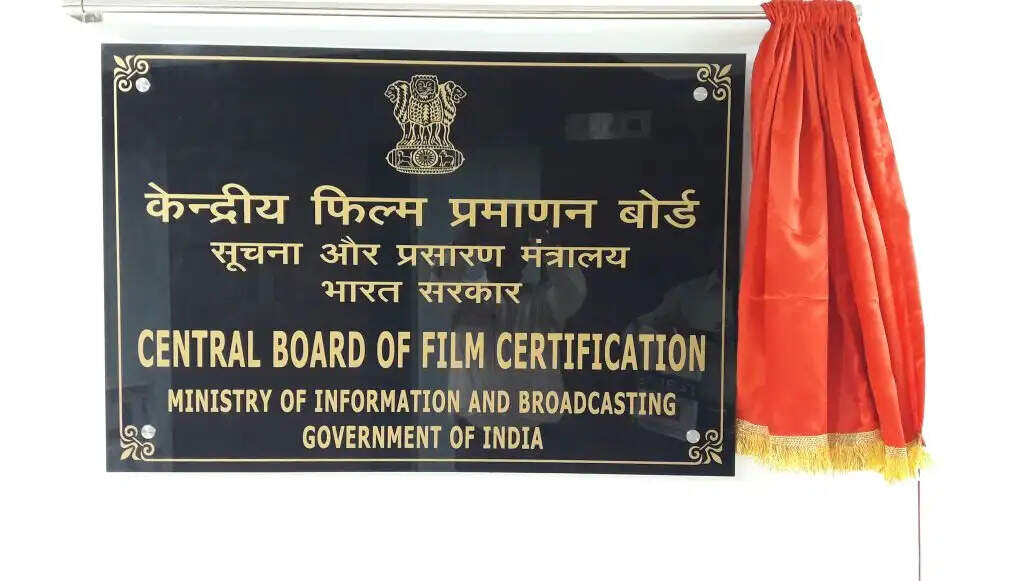 केन्द्रीय फिल्म प्रमाणन बोर्ड
सूचना और प्रसारण मंत्रालय
भारत सरकार
CENTRAL BOARD OF FILM CERTIFICATION
MINISTRY OF INFORMATION AND BROADCASTING
GOVERNMENT OF INDIA